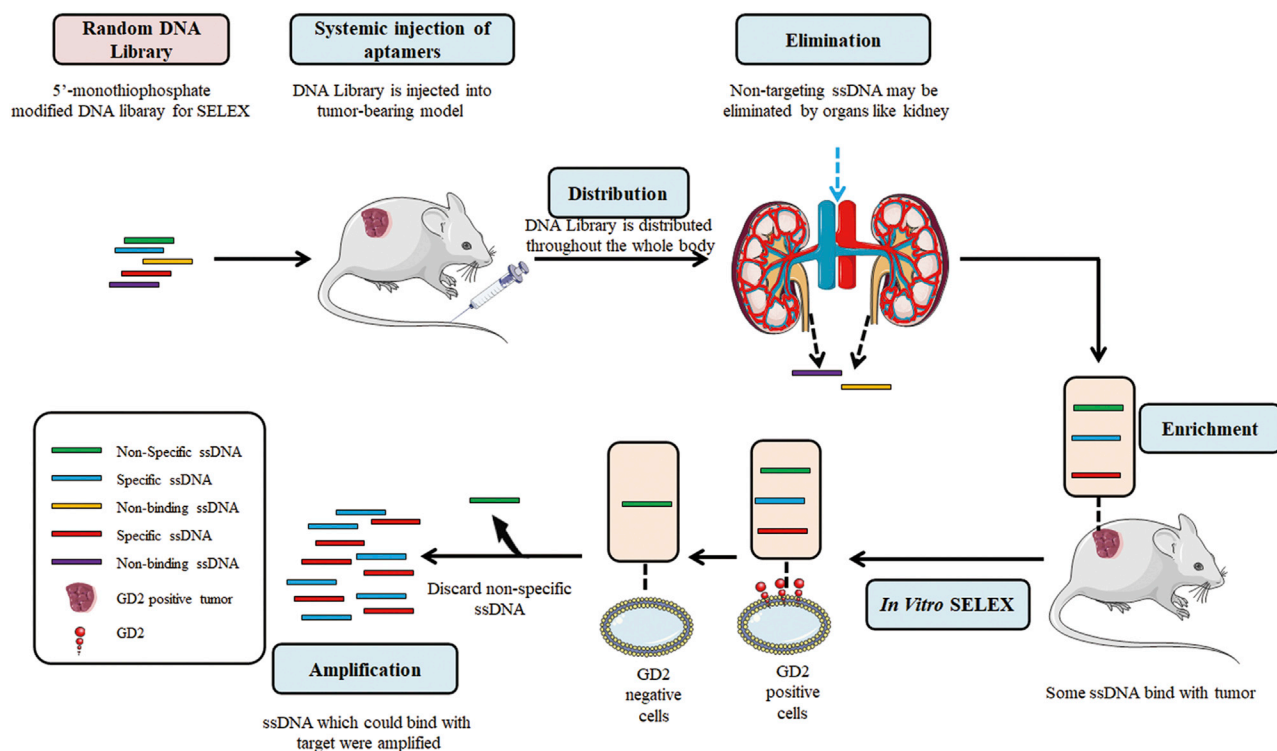 Random DNA
Library
5’-monothiophosphate
modified DNA libaray for SELEX
Systemic injection of
aptamers
DNA Library is injected into
tumor-bearing model
Elimination
Non-targeting ssDNA may be
eliminated by organs like kidney
Distribution
DNA Library is distributed
throughout the whole body
Enrichment
Some ssDNA bind with tumor
In Vitro SELEX
GD2
positive
cells
GD2
negative
cells
Discard non-specific
ssDNA
Amplification
ssDNA which could bind with
target were amplified
Non-Specific ssDNA
Specific ssDNA
Non-binding ssDNA
Specific ssDNA
Non-binding ssDNA
GD2 positive tumor
GD2